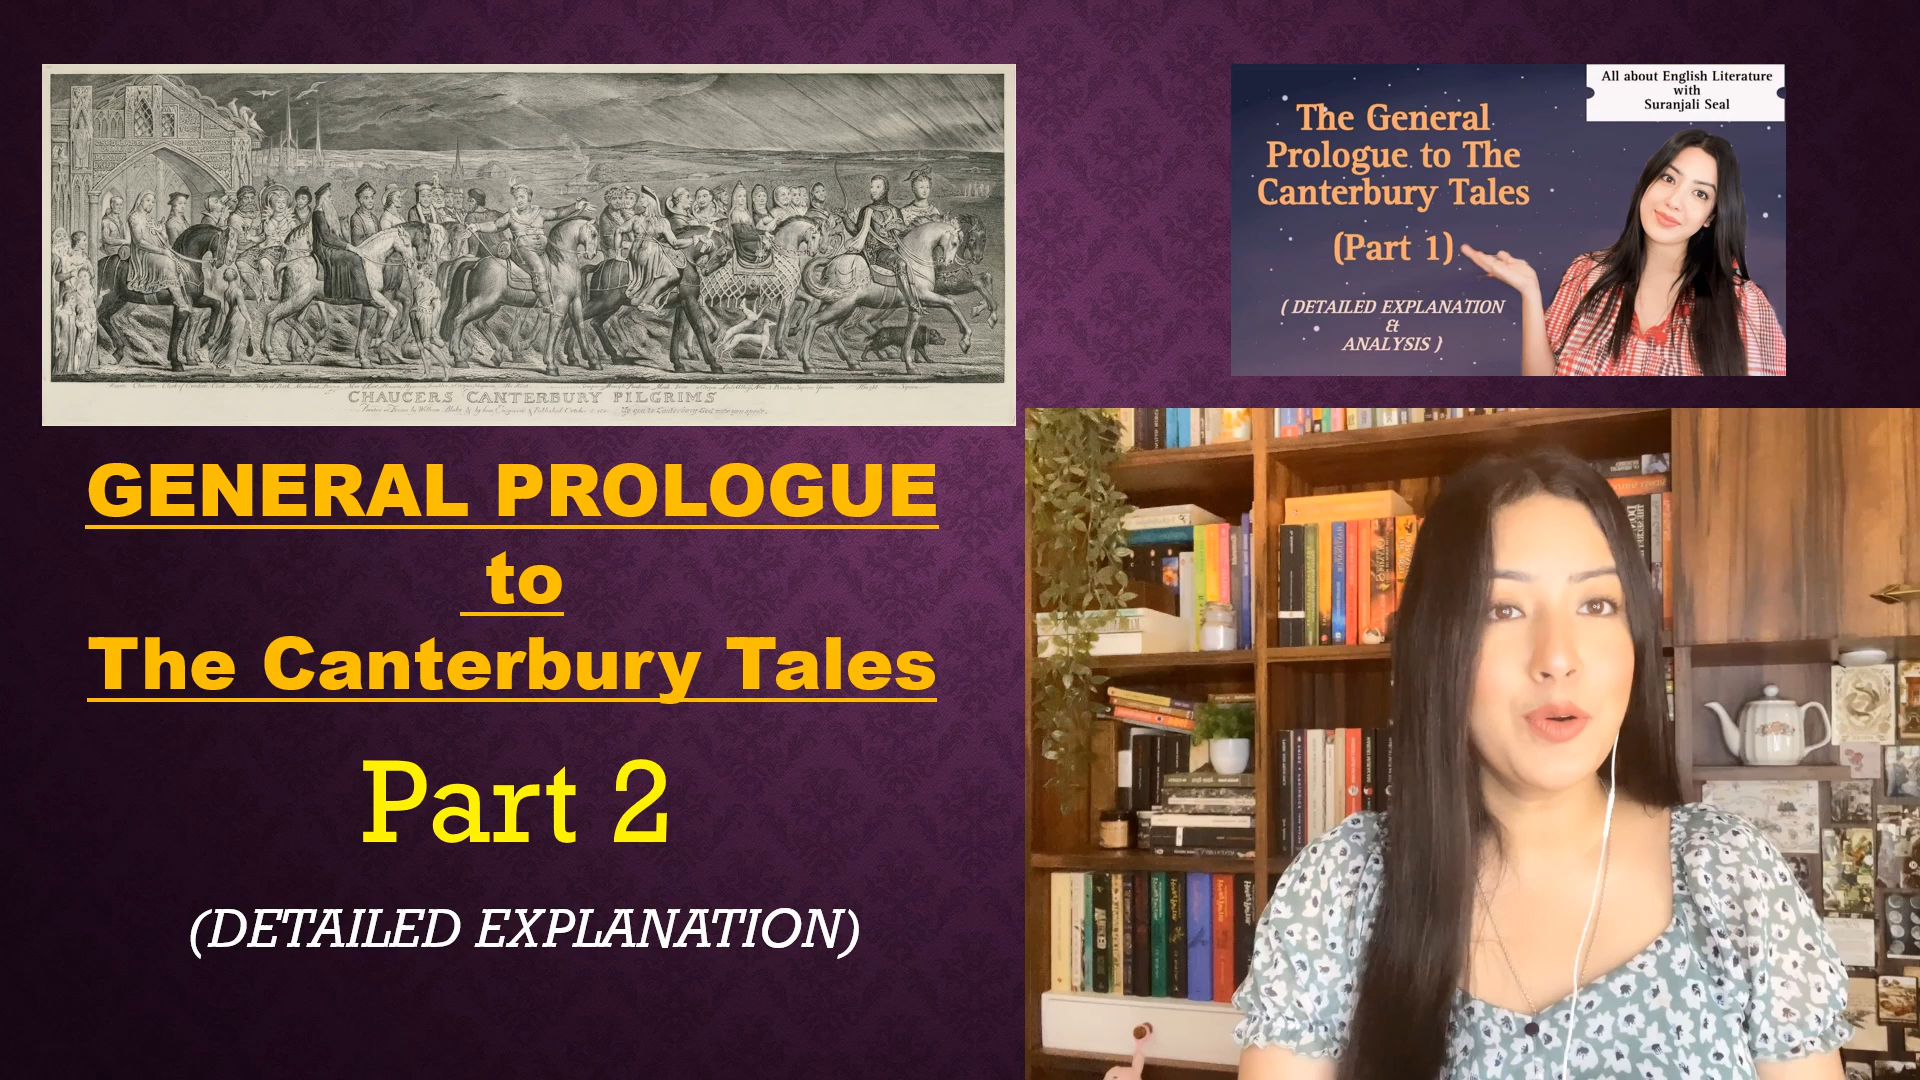 CHAUCERS CANTERBURY PILGRIMS
GENERAL PROLOGUE
to
The Canterbury Tales
Part 2
(DETAILED EXPLANATION)
All about English Literature
with
Suranjali Seal
The General
Prologue to The
Canterbury Tales
(Part 1)
( DETAILED EXPLANATION
&
ANALYSIS )